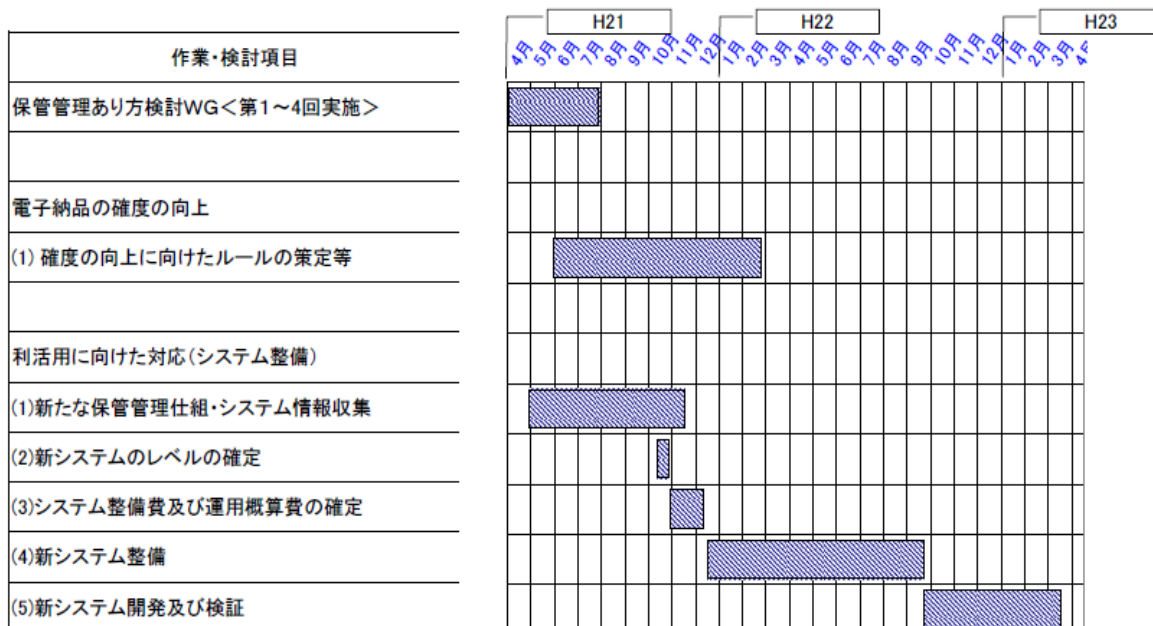 H21 H22 H23
4月 5月 6月 7月 8月 9月 10月 11月 12月 1月 2月 3月 4月 5月 6月 7月 8月 9月 10月 11月 12月 1月 2月 3月
作業・検討項目
保管管理あり方検討WG<第1~4回実施>
電子納品の確度の向上
(1) 確度の向上に向けたルールの策定等
利活用に向けた対応(システム整備)
(1)新たな保管管理仕組・システム情報収集
(2)新システムのレベルの確定
(3)システム整備費及び運用概算費の確定
(4)新システム整備
(5)新システム開発及び検証